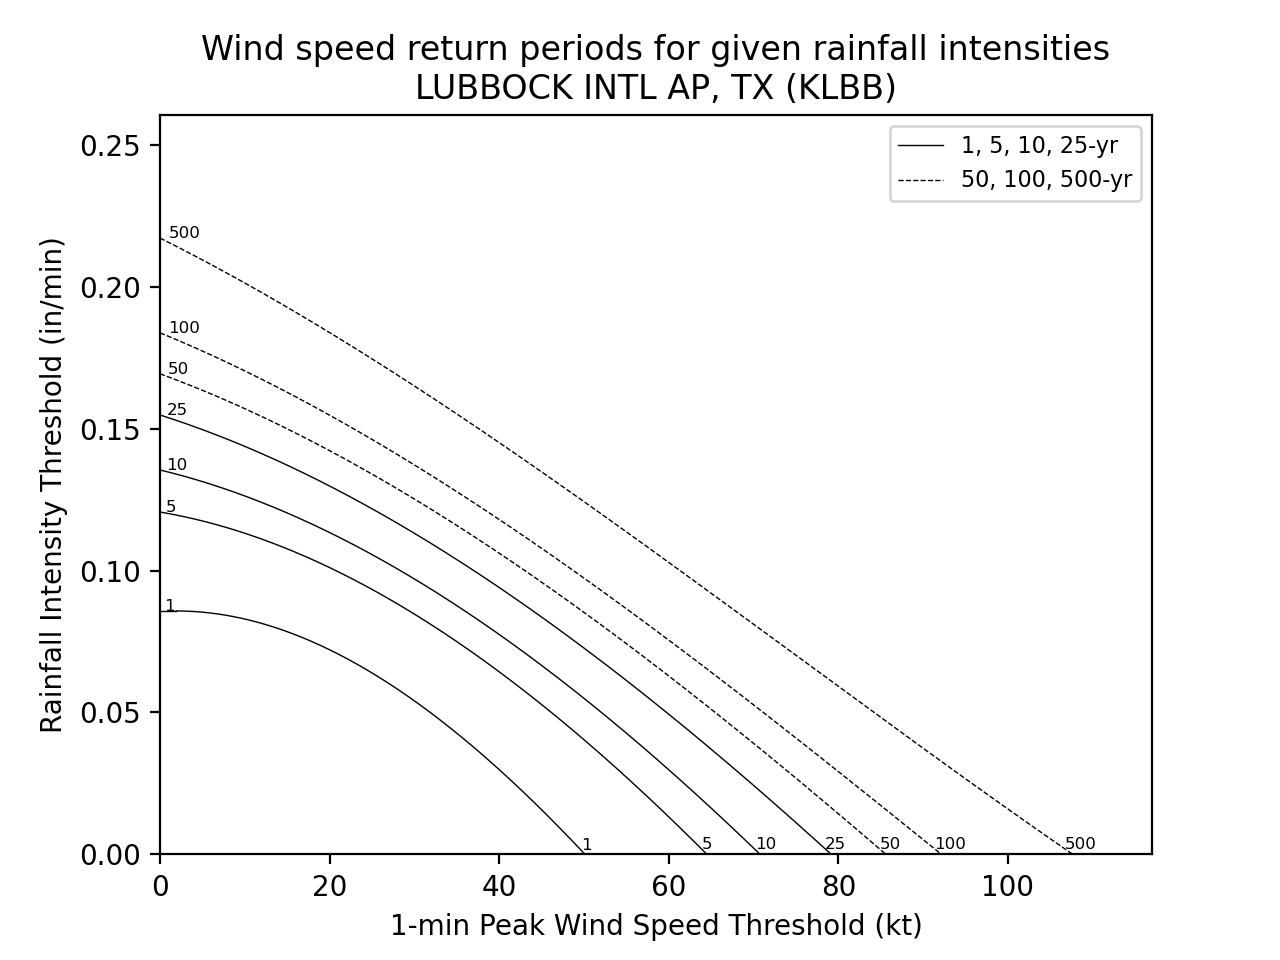 Wind speed return periods for given rainfall intensities
LUBBOCK INTL AP, TX (KLBB)
1, 5, 10, 25-yr
50, 100, 500-yr
Rainfall Intensity Threshold (in/min)
0.25
0.20
0.15
0.10
0.05
0.00
500
100
50
25
10
5
1
1 5 10 25 50 100 500
0 20 40 60 80 100
1-min Peak Wind Speed Threshold (kt)